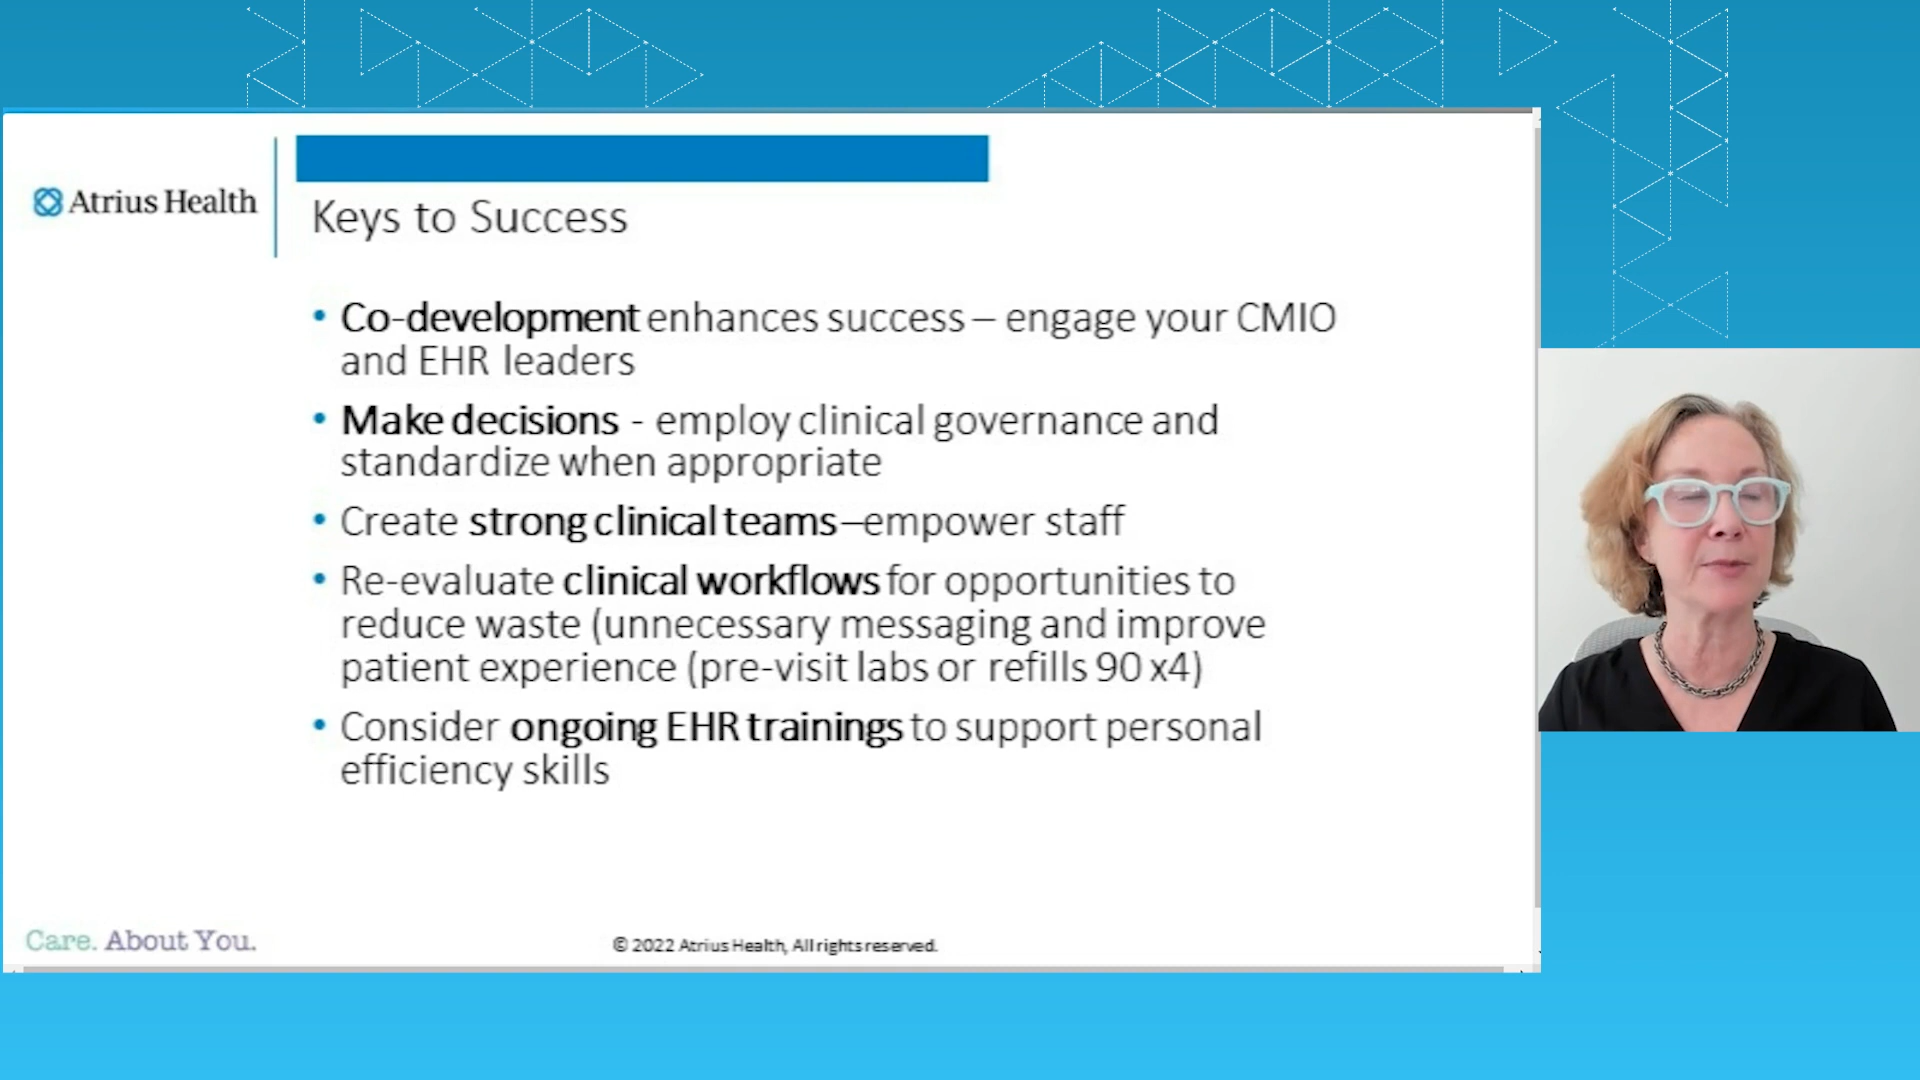 Atrius Health
Keys to Success
• Co-development enhances success – engage your CMIO
and EHR leaders
• Make decisions - employ clinical governance and
standardize when appropriate
• Create strong clinical teams–empower staff
• Re-evaluate clinical workflows for opportunities to
reduce waste (unnecessary messaging and improve
patient experience (pre-visit labs or refills 90 x4)
• Consider ongoing EHR trainings to support personal
efficiency skills
Care. About You.
© 2022 Atrius Health, All rights reserved.